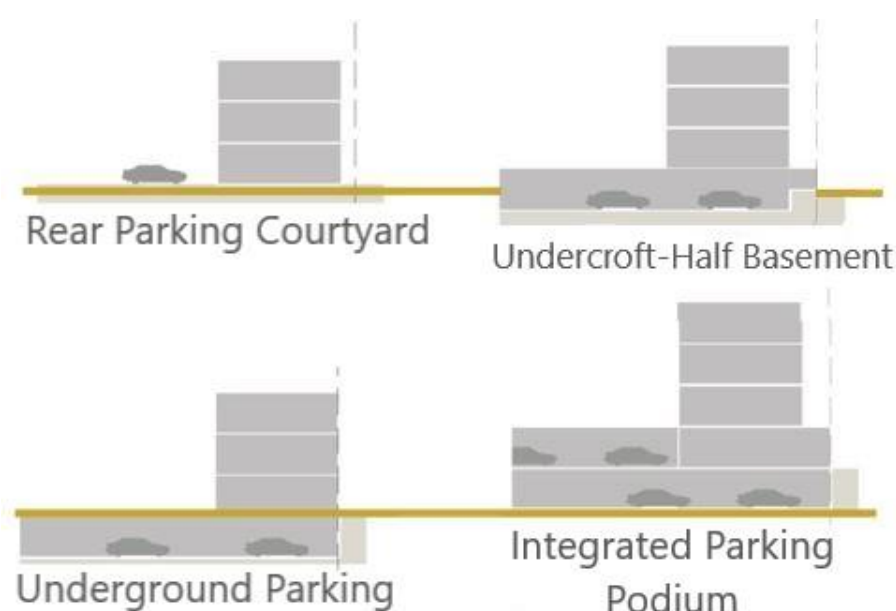 Rear Parking Courtyard
Undercroft-Half Basement
Underground Parking
Integrated Parking
Podium